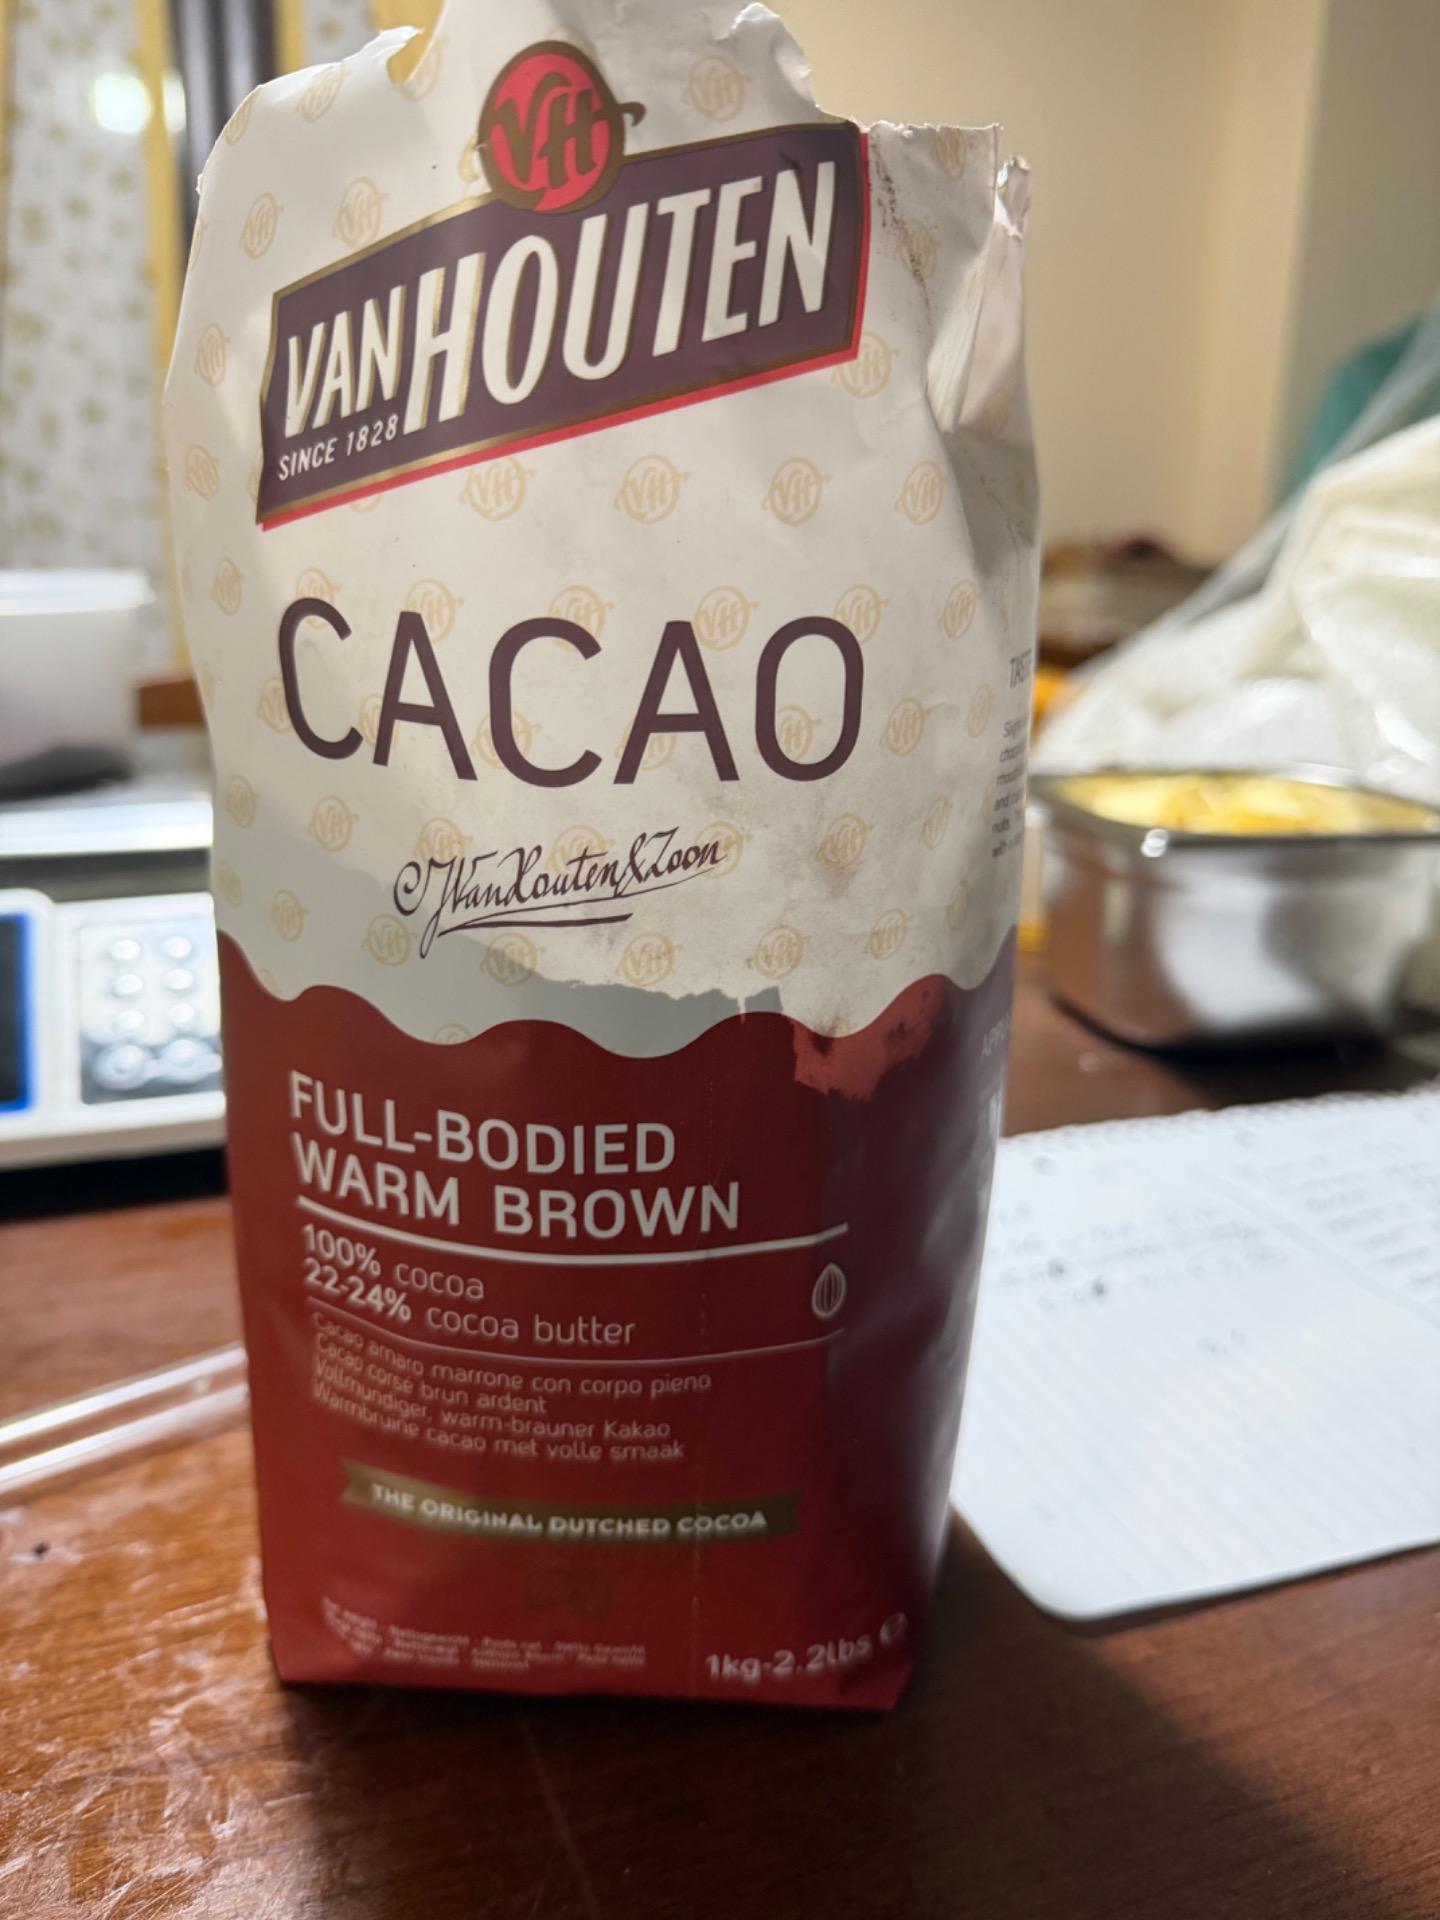 VH
VAN HOUTEN
SINCE 1828
CACAO
CJVanHouten&Zoon
FULL-BODIED
WARM BROWN
100% cocoa
22-24% cocoa butter
Cacao amaro marrone con corpo pieno
Cacao corsé brun ardent
Vollmundiger, warm-brauner Kakao
Warmbruine cacao met volle smaak
THE ORIGINAL DUTCHED COCOA
1kg-2.2lbs e